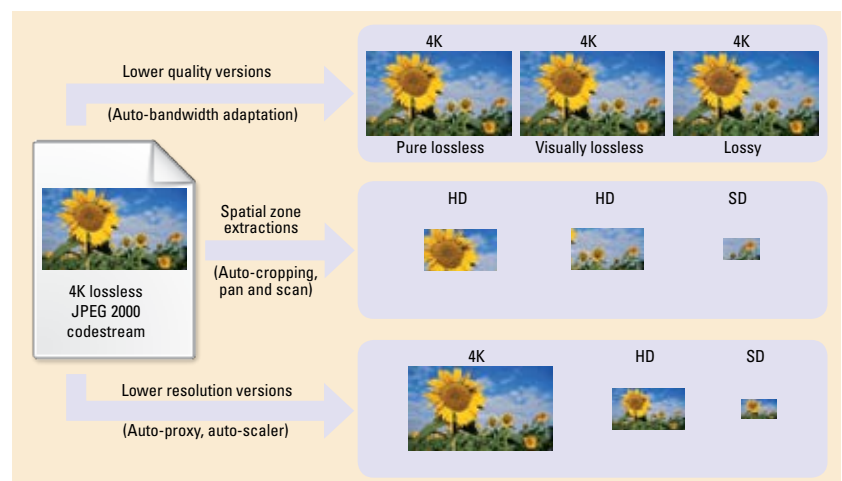 Lower quality versions
(Auto-bandwidth adaptation)
4K
4K
4K
Pure lossless
Visually lossless
Lossy
4K lossless
JPEG 2000
codestream
Spatial zone
extractions
(Auto-cropping,
pan and scan)
HD
HD
SD
Lower resolution versions
(Auto-proxy, auto-scaler)
4K
HD
SD